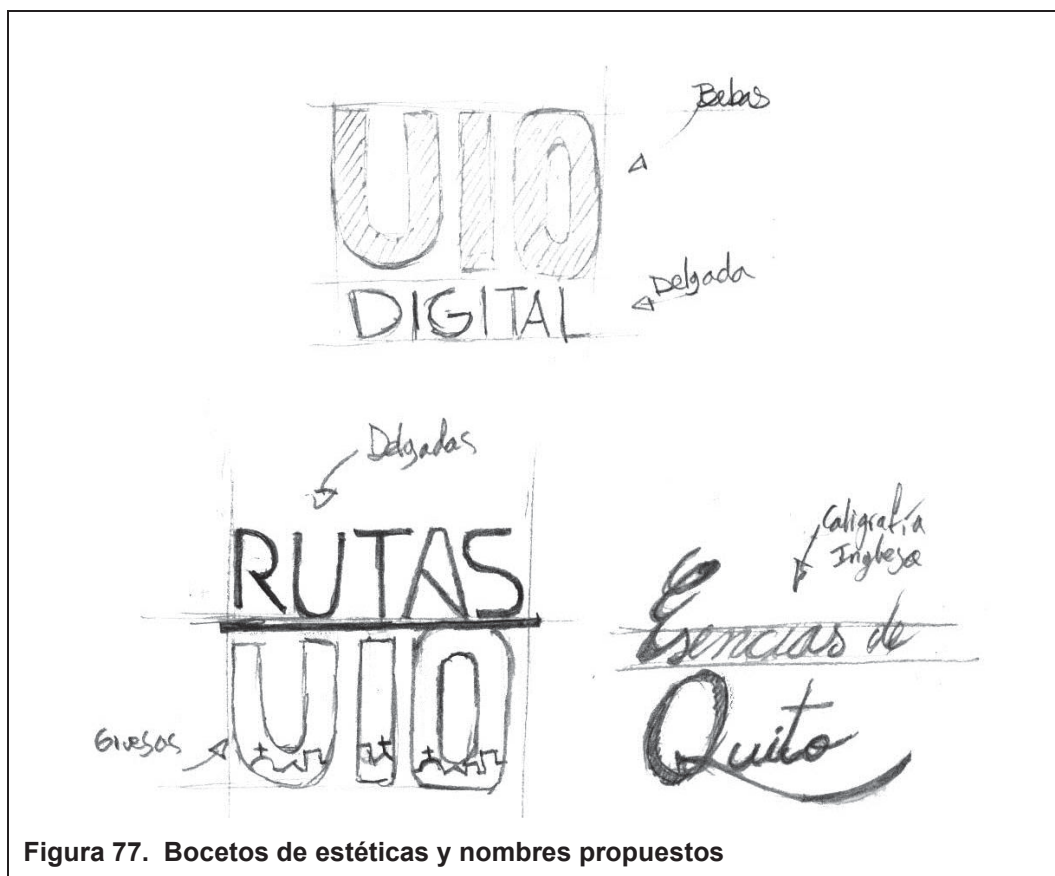 Bebas
UIO
Delgada
DIGITAL
Delgadas
RUTAS
UIO
Gruesos
Caligrafía
Inglesa
Esencias de
Quito
Figura 77. Bocetos de estéticas y nombres propuestos